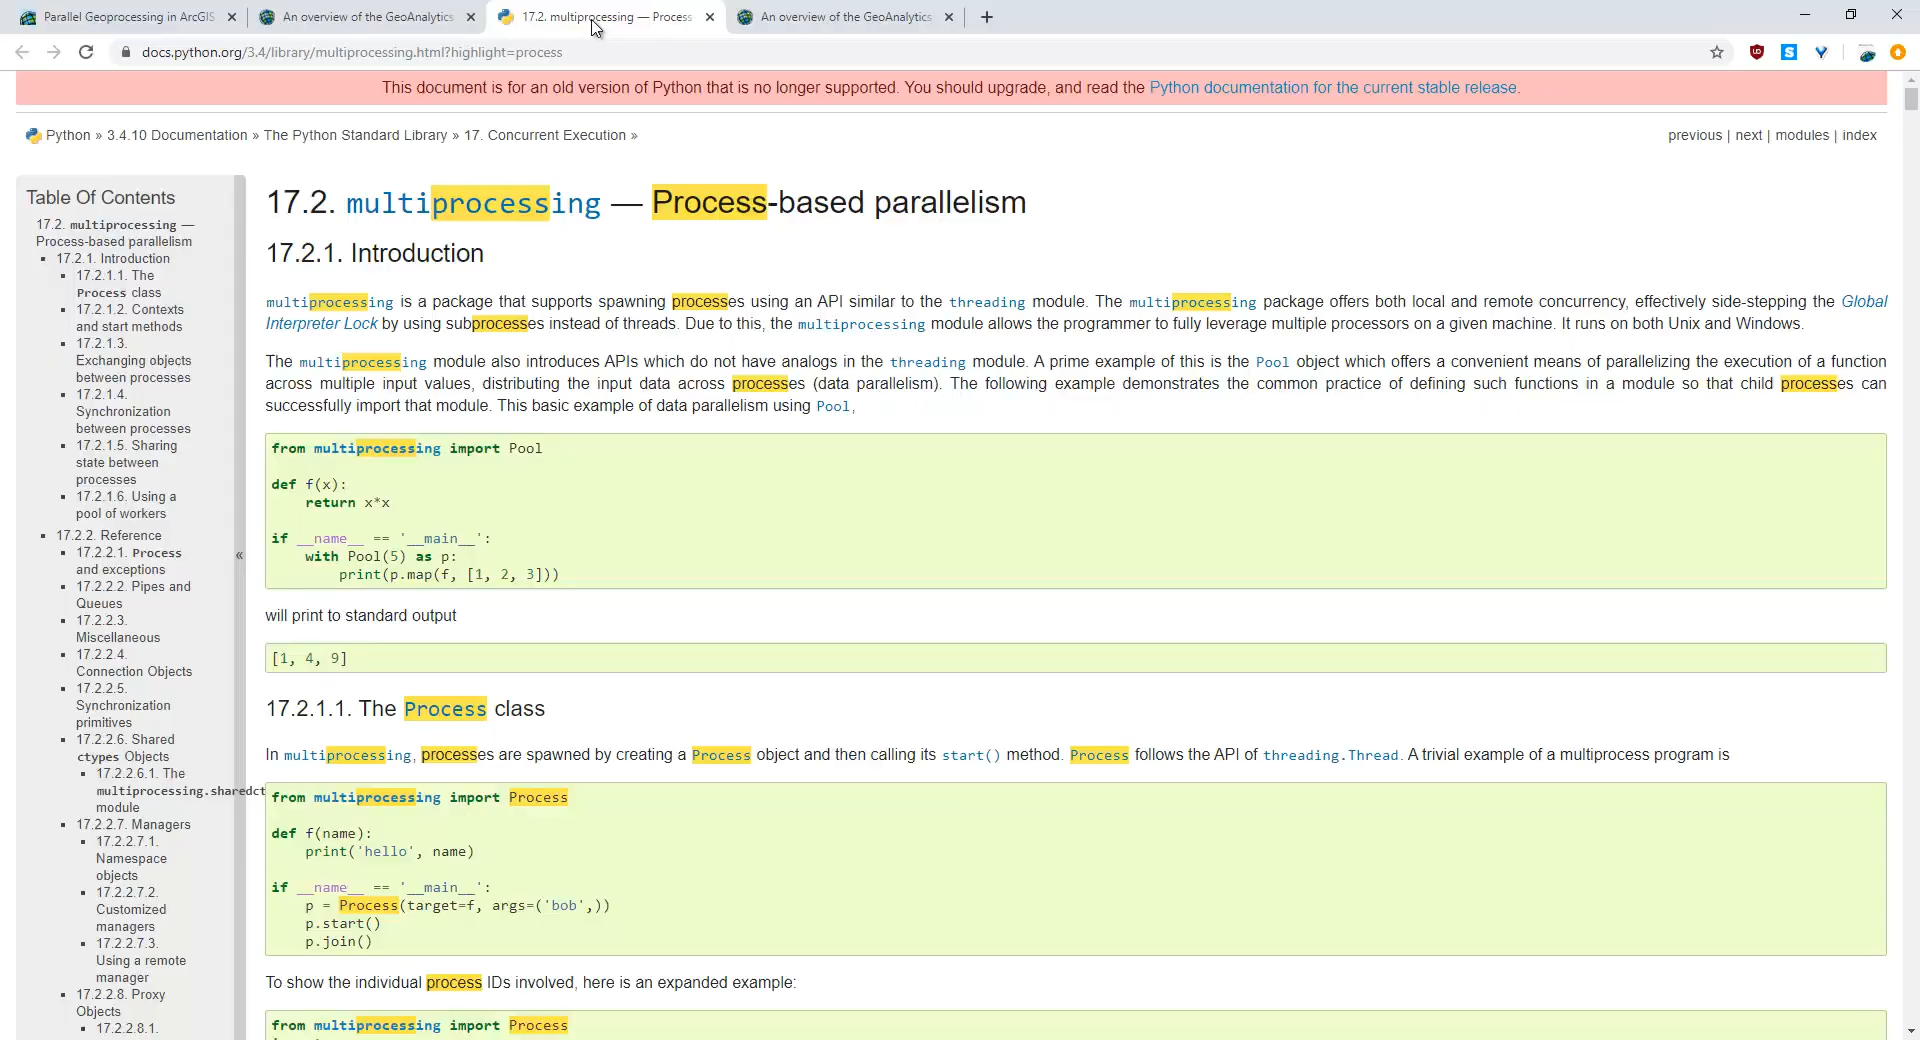 Parallel Geoprocessing in ArcGIS
An overview of the GeoAnalytics
17.2. multiprocessing — Process
An overview of the GeoAnalytics
docs.python.org/3.4/library/multiprocessing.html?highlight=process
This document is for an old version of Python that is no longer supported. You should upgrade, and read the Python documentation for the current stable release.
Python » 3.4.10 Documentation » The Python Standard Library » 17. Concurrent Execution »
previous | next | modules | index
Table Of Contents
17.2. multiprocessing —
Process-based parallelism
17.2.1. Introduction
17.2.1.1. The
Process class
17.2.1.2. Contexts
and start methods
17.2.1.3.
Exchanging objects
between processes
17.2.1.4.
Synchronization
between processes
17.2.1.5. Sharing
state between
processes
17.2.1.6. Using a
pool of workers
17.2.2. Reference
17.2.2.1. Process
and exceptions
17.2.2.2. Pipes and
Queues
17.2.2.3.
Miscellaneous
17.2.2.4.
Connection Objects
17.2.2.5.
Synchronization
primitives
17.2.2.6. Shared
ctypes Objects
17.2.2.6.1. The
multiprocessing.sharedct
module
17.2.2.7. Managers
17.2.2.7.1.
Namespace
objects
17.2.2.7.2.
Customized
managers
17.2.2.7.3.
Using a remote
manager
17.2.2.8. Proxy
Objects
17.2.2.8.1.
«
17.2. multiprocessing — Process-based parallelism
17.2.1. Introduction
multiprocessing is a package that supports spawning processes using an API similar to the threading module. The multiprocessing package offers both local and remote concurrency, effectively side-stepping the Global
Interpreter Lock by using subprocesses instead of threads. Due to this, the multiprocessing module allows the programmer to fully leverage multiple processors on a given machine. It runs on both Unix and Windows.
The multiprocessing module also introduces APIs which do not have analogs in the threading module. A prime example of this is the Pool object which offers a convenient means of parallelizing the execution of a function
across multiple input values, distributing the input data across processes (data parallelism). The following example demonstrates the common practice of defining such functions in a module so that child processes can
successfully import that module. This basic example of data parallelism using Pool,
from multiprocessing import Pool
def f(x):
return x*x
if __name__ == '__main__':
with Pool(5) as p:
print(p.map(f, [1, 2, 3]))
will print to standard output
[1, 4, 9]
17.2.1.1. The Process class
In multiprocessing, processes are spawned by creating a Process object and then calling its start() method. Process follows the API of threading.Thread. A trivial example of a multiprocess program is
from multiprocessing import Process
def f(name):
print('hello', name)
if __name__ == '__main__':
p = Process(target=f, args=('bob',))
p.start()
p.join()
To show the individual process IDs involved, here is an expanded example:
from multiprocessing import Process